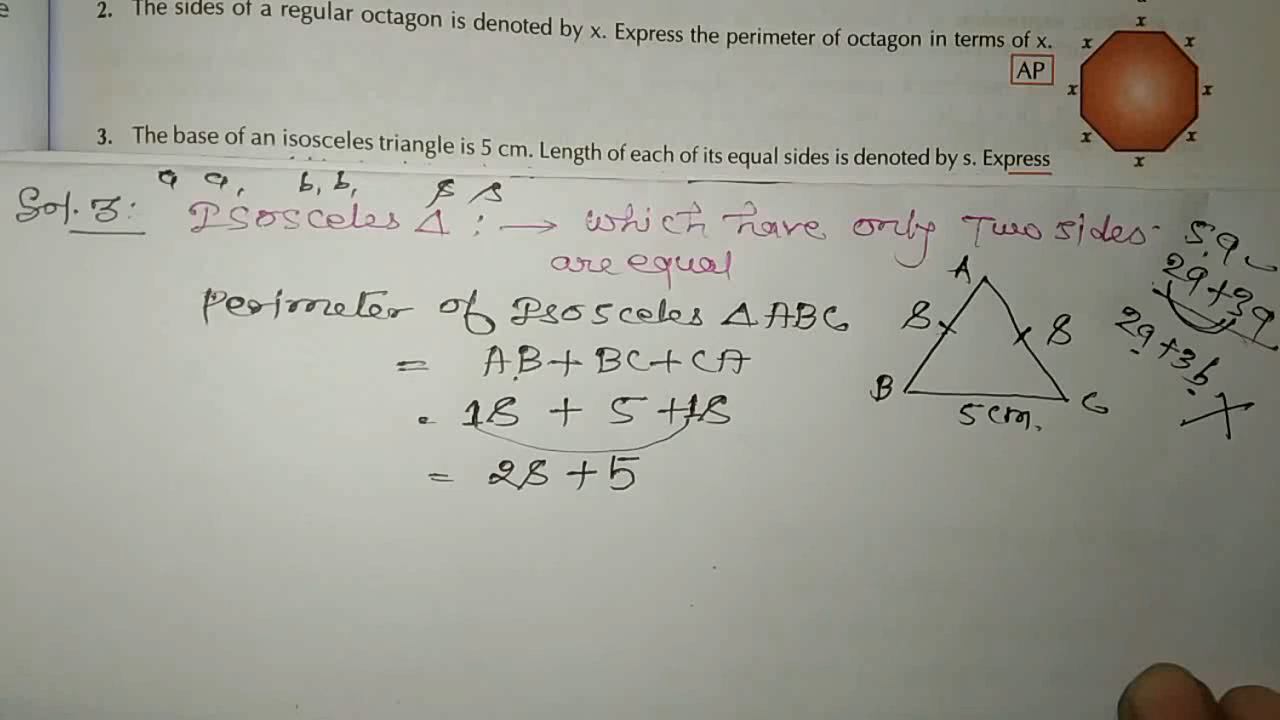 2. The sides of a regular octagon is denoted by x. Express the perimeter of octagon in terms of x.
AP
x
x
x
x
x
x
x
x
3. The base of an isosceles triangle is 5 cm. Length of each of its equal sides is denoted by s. Express
a a, b, b, s s
Sol. 3: Isosceles Δ : → which have only Two sides
are equal
Perimeter of Isosceles Δ ABC
= AB + BC + CA
= 1s + 5 + 1s
= 2s + 5
A
s
s
B
C
5 cm.
5a
2a+3a
2a+3b